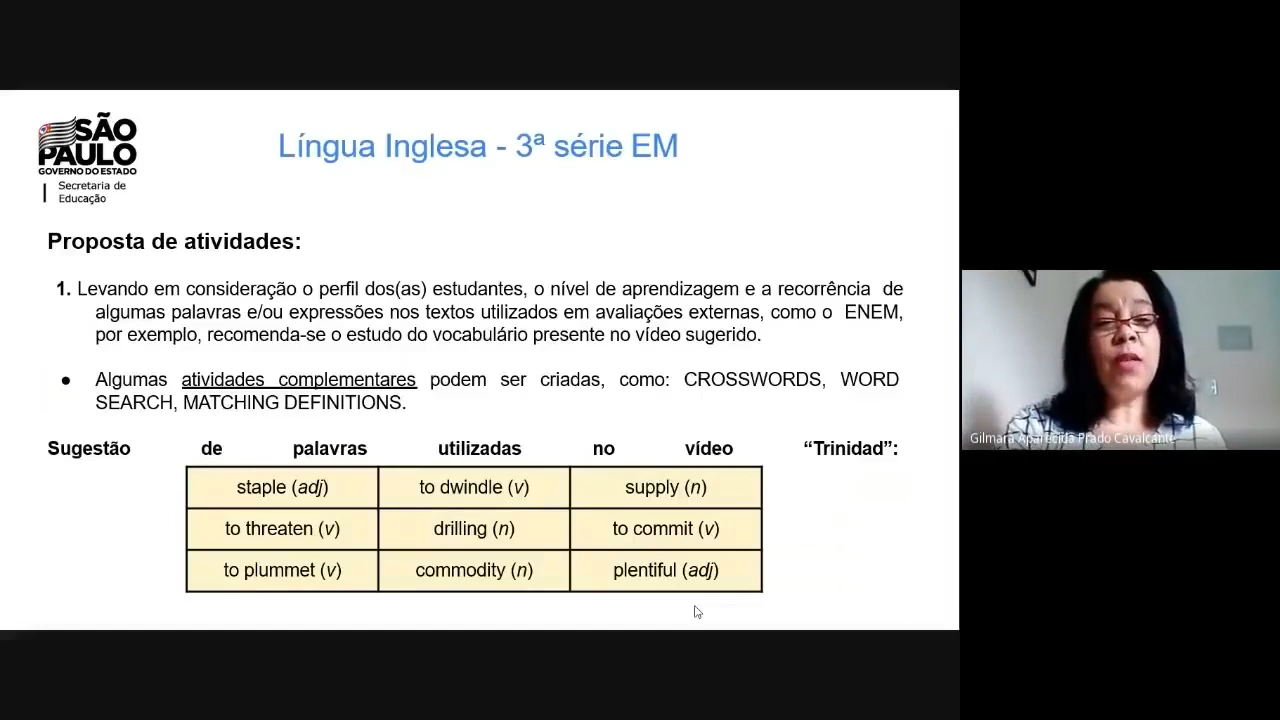 SÃO
PAULO
GOVERNO DO ESTADO
Secretaria de
Educação
Língua Inglesa - 3ª série EM
Proposta de atividades:
1. Levando em consideração o perfil dos(as) estudantes, o nível de aprendizagem e a recorrência de
algumas palavras e/ou expressões nos textos utilizados em avaliações externas, como o ENEM,
por exemplo, recomenda-se o estudo do vocabulário presente no vídeo sugerido.
● Algumas atividades complementares podem ser criadas, como: CROSSWORDS, WORD
SEARCH, MATCHING DEFINITIONS.
Sugestão de palavras utilizadas no vídeo “Trinidad”:
staple (adj) to dwindle (v) supply (n)
to threaten (v) drilling (n) to commit (v)
to plummet (v) commodity (n) plentiful (adj)
Gilmara Aparecida Prado Cavalcante